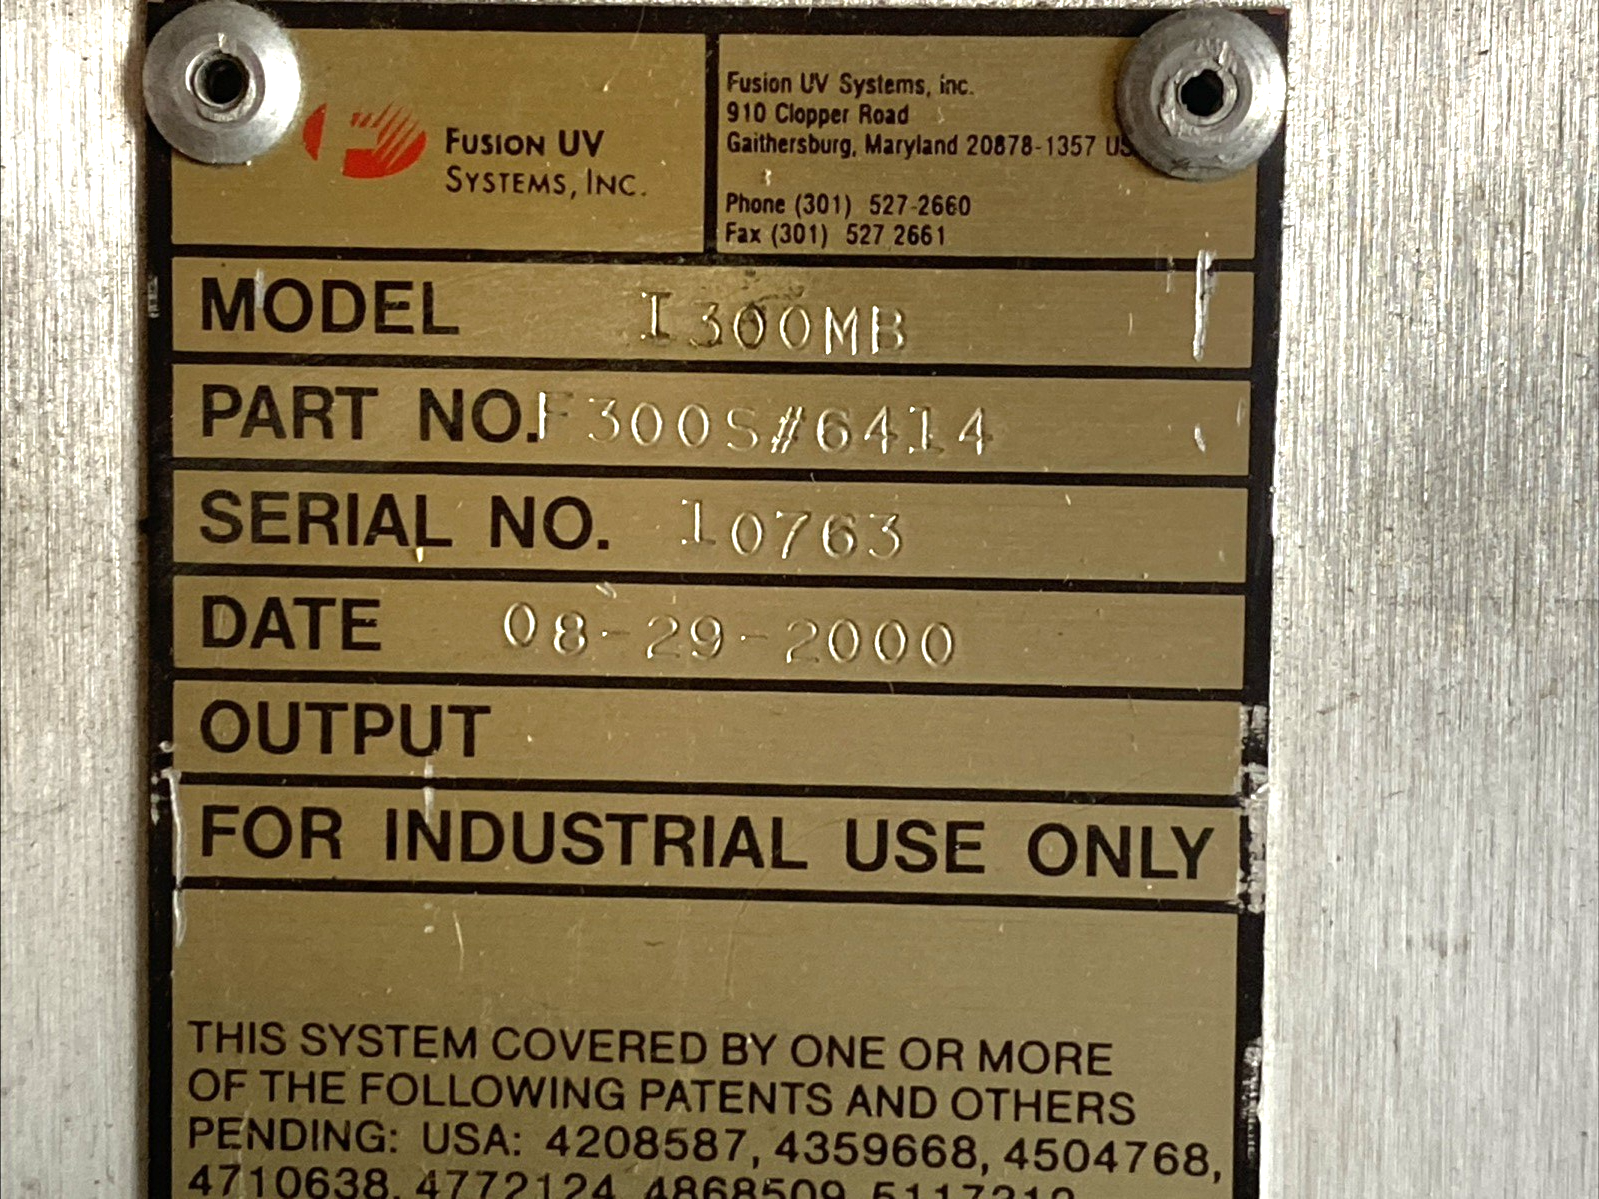 FUSION UV
SYSTEMS, INC.
Fusion UV Systems, inc.
910 Clopper Road
Gaithersburg, Maryland 20878-1357
Phone (301) 527-2660
Fax (301) 527 2661
MODEL I300MB
PART NO. F300S#6414
SERIAL NO. 10763
DATE 08-29-2000
OUTPUT
FOR INDUSTRIAL USE ONLY
THIS SYSTEM COVERED BY ONE OR MORE
OF THE FOLLOWING PATENTS AND OTHERS
PENDING: USA: 4208587, 4359668, 4504768,
4710638, 4772124, 4868509,